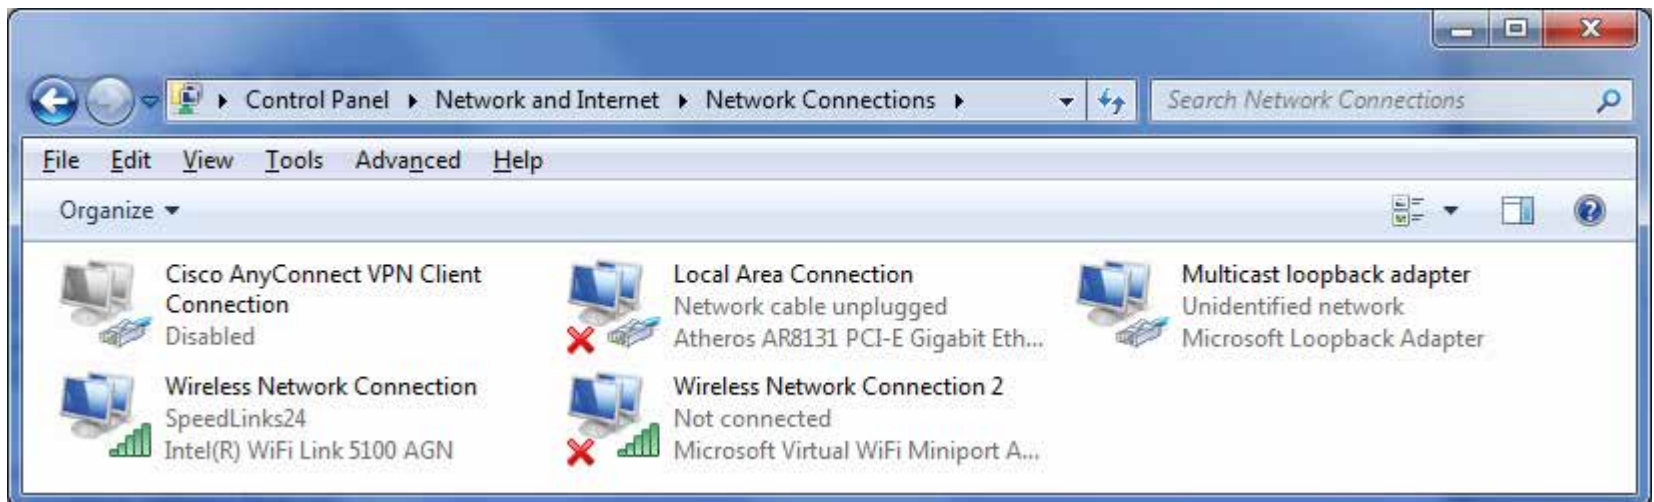 Control Panel ▸ Network and Internet ▸ Network Connections ▸
Search Network Connections
File Edit View Tools Advanced Help
Organize
Cisco AnyConnect VPN Client
Connection
Disabled
Local Area Connection
Network cable unplugged
Atheros AR8131 PCI-E Gigabit Eth...
Multicast loopback adapter
Unidentified network
Microsoft Loopback Adapter
Wireless Network Connection
SpeedLinks24
Intel(R) WiFi Link 5100 AGN
Wireless Network Connection 2
Not connected
Microsoft Virtual WiFi Miniport A...